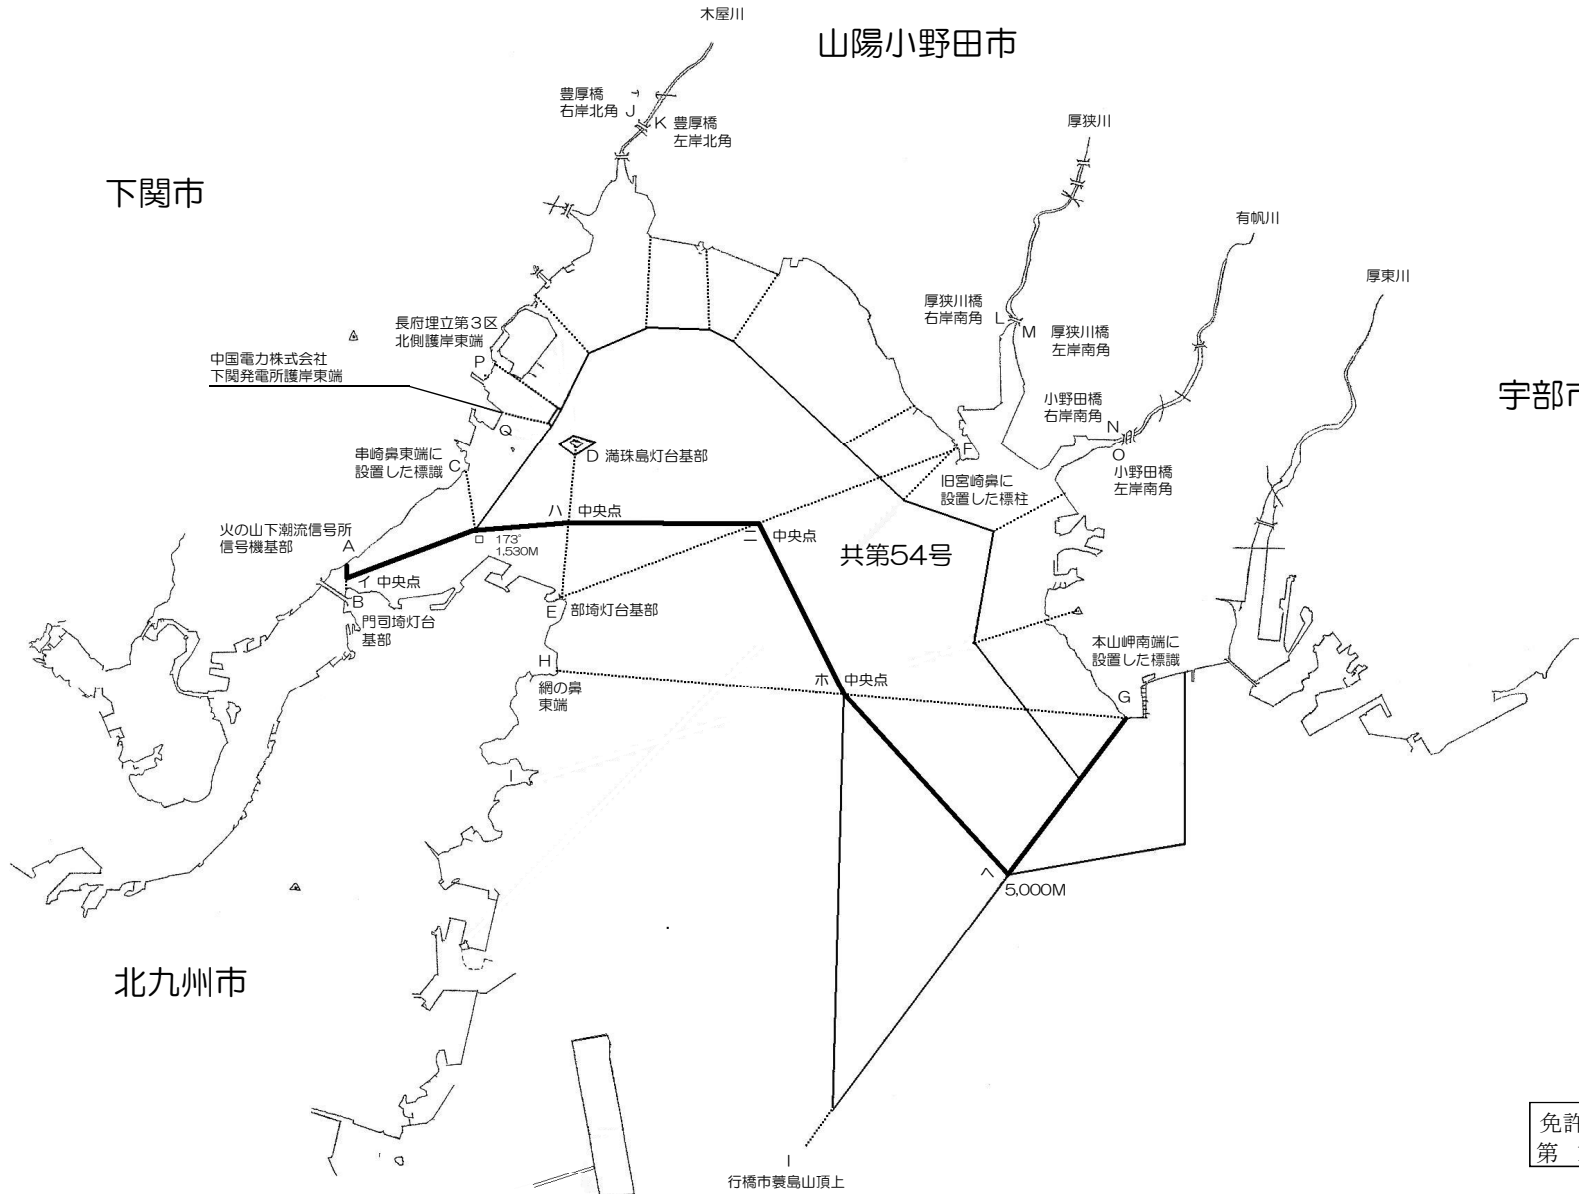 木屋川
山陽小野田市
豊厚橋
右岸北角
J
K
豊厚橋
左岸北角
厚狭川
下関市
有帆川
厚東川
厚狭川橋
右岸南角
L
M
厚狭川橋
左岸南角
長府埋立第3区
北側護岸東端
P
中国電力株式会社
下関発電所護岸東端
宇部市
小野田橋
右岸南角
N
O
小野田橋
左岸南角
Q
串崎鼻東端に
設置した標識
C
D 満珠島灯台基部
F
旧宮崎鼻に
設置した標柱
火の山下潮流信号所
信号機基部
A
ロ
173°
1,530M
ハ 中央点
ニ 中央点
共第54号
イ 中央点
B
門司埼灯台
基部
E 部埼灯台基部
本山岬南端に
設置した標識
G
H
網の鼻
東端
ホ 中央点
I
ヘ
5,000M
北九州市
免許
第
I
行橋市蓑島山頂上